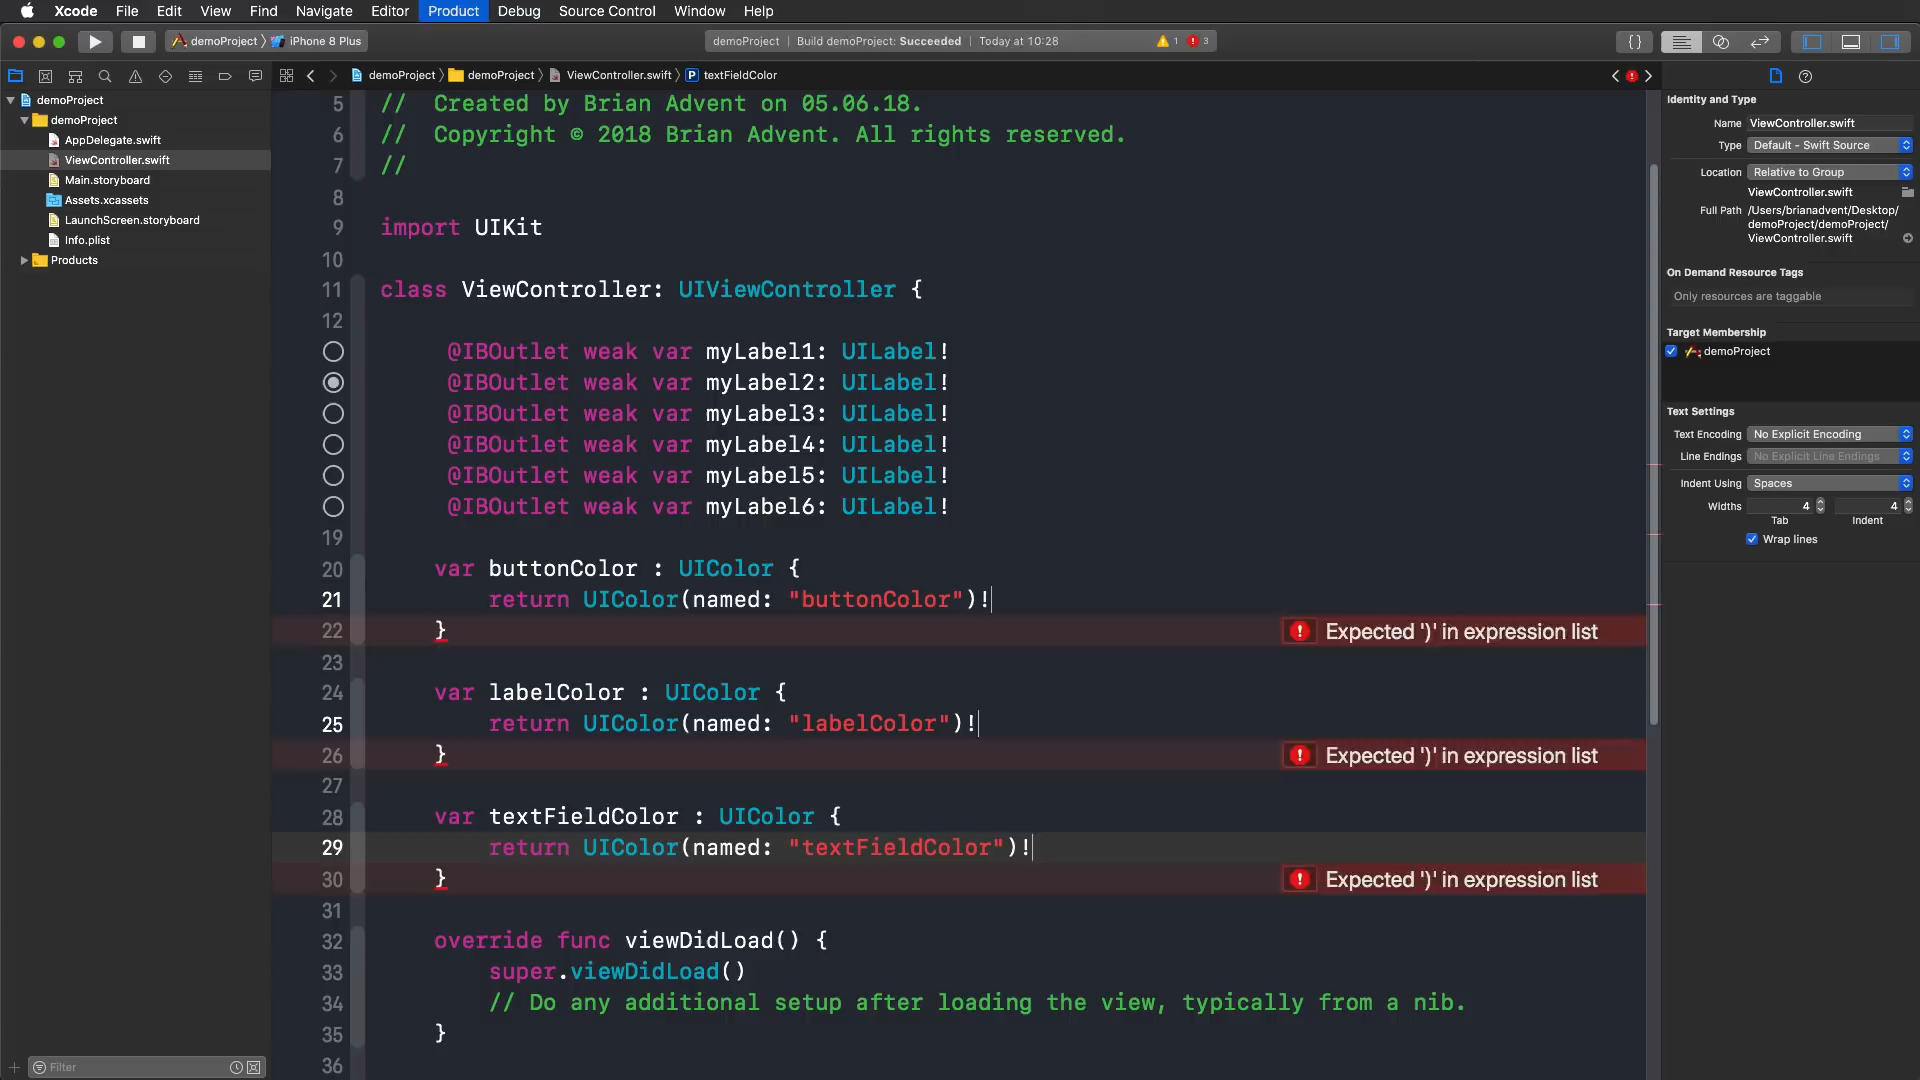 Xcode File Edit View Find Navigate Editor Product Debug Source Control Window Help
demoProject iPhone 8 Plus demoProject | Build demoProject: Succeeded | Today at 10:28 1 3 {}
demoProject demoProject ViewController.swift P textFieldColor
demoProject
demoProject
AppDelegate.swift
ViewController.swift
Main.storyboard
Assets.xcassets
LaunchScreen.storyboard
Info.plist
Products
Filter
5 // Created by Brian Advent on 05.06.18.
6 // Copyright © 2018 Brian Advent. All rights reserved.
7 //
8
9 import UIKit
10
11 class ViewController: UIViewController {
12
@IBOutlet weak var myLabel1: UILabel!
@IBOutlet weak var myLabel2: UILabel!
@IBOutlet weak var myLabel3: UILabel!
@IBOutlet weak var myLabel4: UILabel!
@IBOutlet weak var myLabel5: UILabel!
@IBOutlet weak var myLabel6: UILabel!
19
20 var buttonColor : UIColor {
21 return UIColor(named: "buttonColor")!
22 } Expected ')' in expression list
23
24 var labelColor : UIColor {
25 return UIColor(named: "labelColor")!
26 } Expected ')' in expression list
27
28 var textFieldColor : UIColor {
29 return UIColor(named: "textFieldColor")!
30 } Expected ')' in expression list
31
32 override func viewDidLoad() {
33 super.viewDidLoad()
34 // Do any additional setup after loading the view, typically from a nib.
35 }
36
Identity and Type
Name ViewController.swift
Type Default - Swift Source
Location Relative to Group
ViewController.swift
Full Path /Users/brianadvent/Desktop/
demoProject/demoProject/
ViewController.swift
On Demand Resource Tags
Only resources are taggable
Target Membership
demoProject
Text Settings
Text Encoding No Explicit Encoding
Line Endings No Explicit Line Endings
Indent Using Spaces
Widths 4 4
Tab Indent
Wrap lines